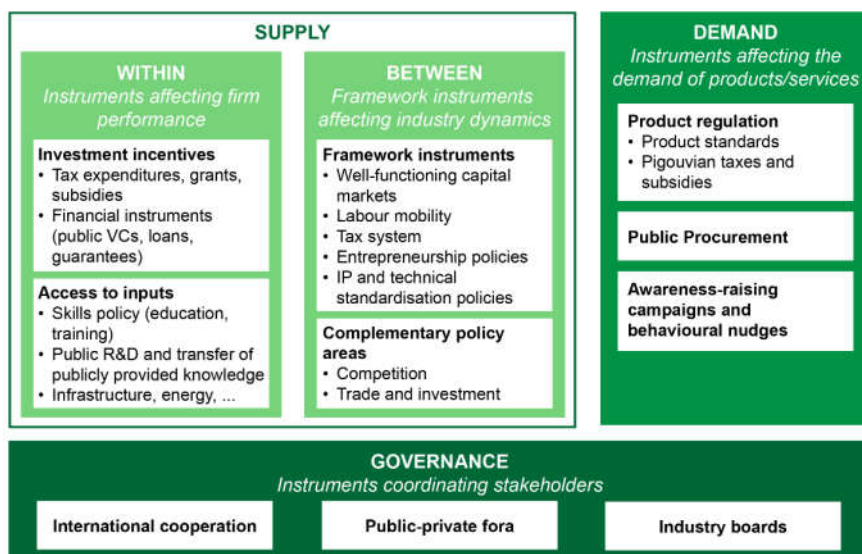 SUPPLY
WITHIN
Instruments affecting firm
performance
Investment incentives
• Tax expenditures, grants,
subsidies
• Financial instruments
(public VCs, loans,
guarantees)
Access to inputs
• Skills policy (education,
training)
• Public R&D and transfer of
publicly provided knowledge
• Infrastructure, energy, ...
BETWEEN
Framework instruments
affecting industry dynamics
Framework instruments
• Well-functioning capital
markets
• Labour mobility
• Tax system
• Entrepreneurship policies
• IP and technical
standardisation policies
Complementary policy
areas
• Competition
• Trade and investment
DEMAND
Instruments affecting the
demand of products/services
Product regulation
• Product standards
• Pigouvian taxes and
subsidies
Public Procurement
Awareness-raising
campaigns and
behavioural nudges
GOVERNANCE
Instruments coordinating stakeholders
International cooperation
Public-private fora
Industry boards